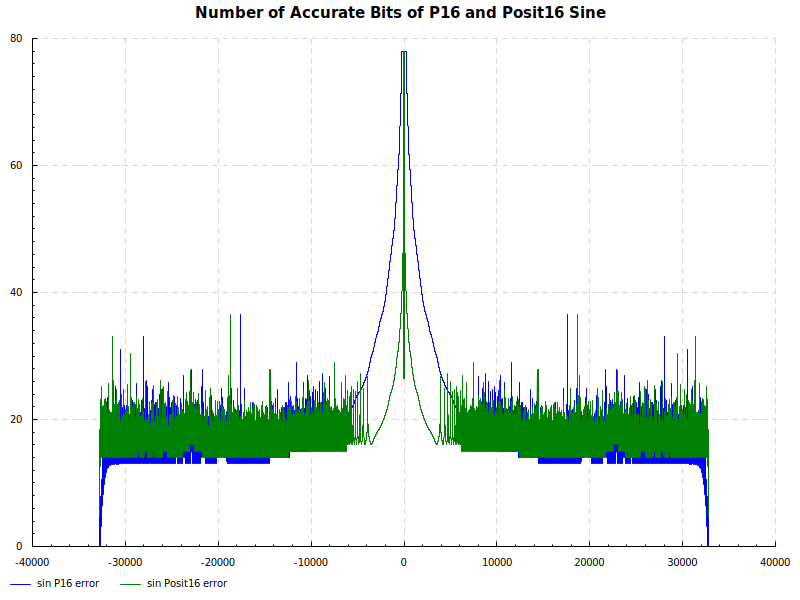 Number of Accurate Bits of P16 and Posit16 Sine
80
60
40
20
0
-40000 -30000 -20000 -10000 0 10000 20000 30000 40000
sin P16 error sin Posit16 error